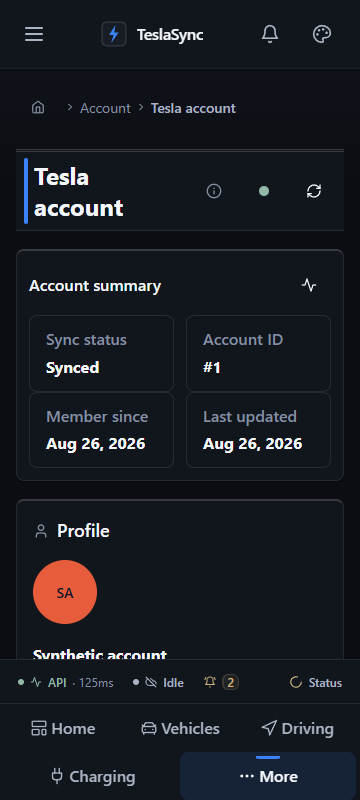 TeslaSync
Account
Tesla account
Tesla
account
Account summary
Sync status
Synced
Account ID
#1
Member since
Aug 26, 2026
Last updated
Aug 26, 2026
Profile
SA
Synthetic account
API · 125ms
Idle
2
Status
Home
Vehicles
Driving
Charging
More